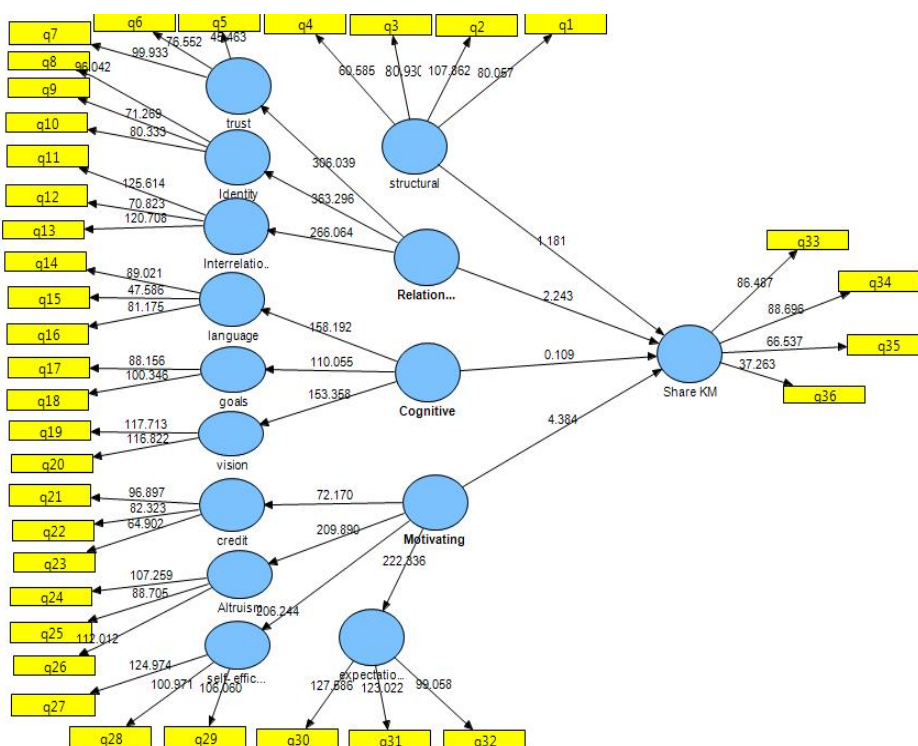 q6
q5
q4
q3
q2
q1
q7
76.552
45.463
99.933
q8
96.042
60.585
80.930
107.862
80.057
q9
71.269
trust
q10
80.333
q11
306.039
structural
Identity
125.614
363.296
q12
70.823
q13
120.708
266.064
1.181
q33
Interrelatio..
q14
89.021
Relation...
86.487
q34
q15
47.586
2.243
88.696
q16
81.175
language
158.192
66.537
q35
q17
88.156
110.055
0.109
37.263
100.346
153.358
Share KM
q36
q18
goals
Cognitive
q19
117.713
4.384
116.822
q20
vision
q21
96.897
72.170
82.323
q22
64.902
credit
Motivating
q23
209.890
222.336
107.259
q24
88.705
Altruism
q25
206.244
112.012
q26
124.974
self-effic...
expectatio...
q27
100.971
106.060
127.586
123.022
99.058
q28
q29
q30
q31
q32